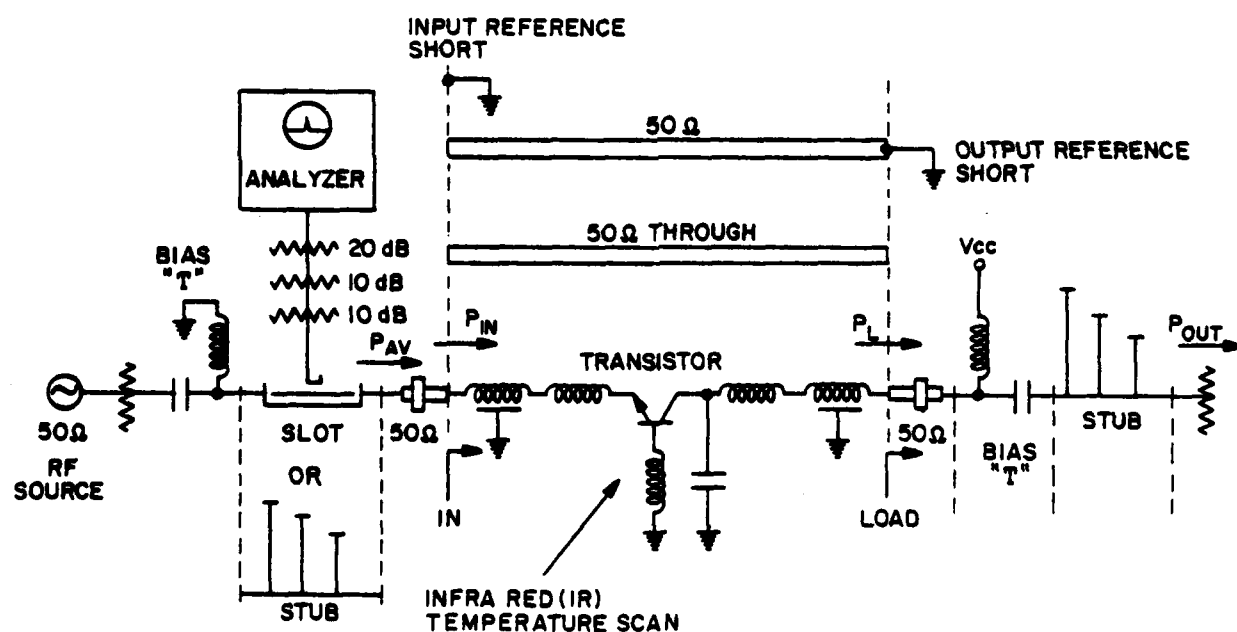 INPUT REFERENCE
SHORT
50Ω
ANALYZER
OUTPUT REFERENCE
SHORT
20 dB
10 dB
10 dB
50Ω THROUGH
BIAS
"T"
Vcc
P_AV
P_IN
TRANSISTOR
P_L
P_OUT
50Ω
RF
SOURCE
SLOT
OR
STUB
50Ω
IN
LOAD
50Ω
BIAS
"T"
STUB
INFRA RED (IR)
TEMPERATURE SCAN